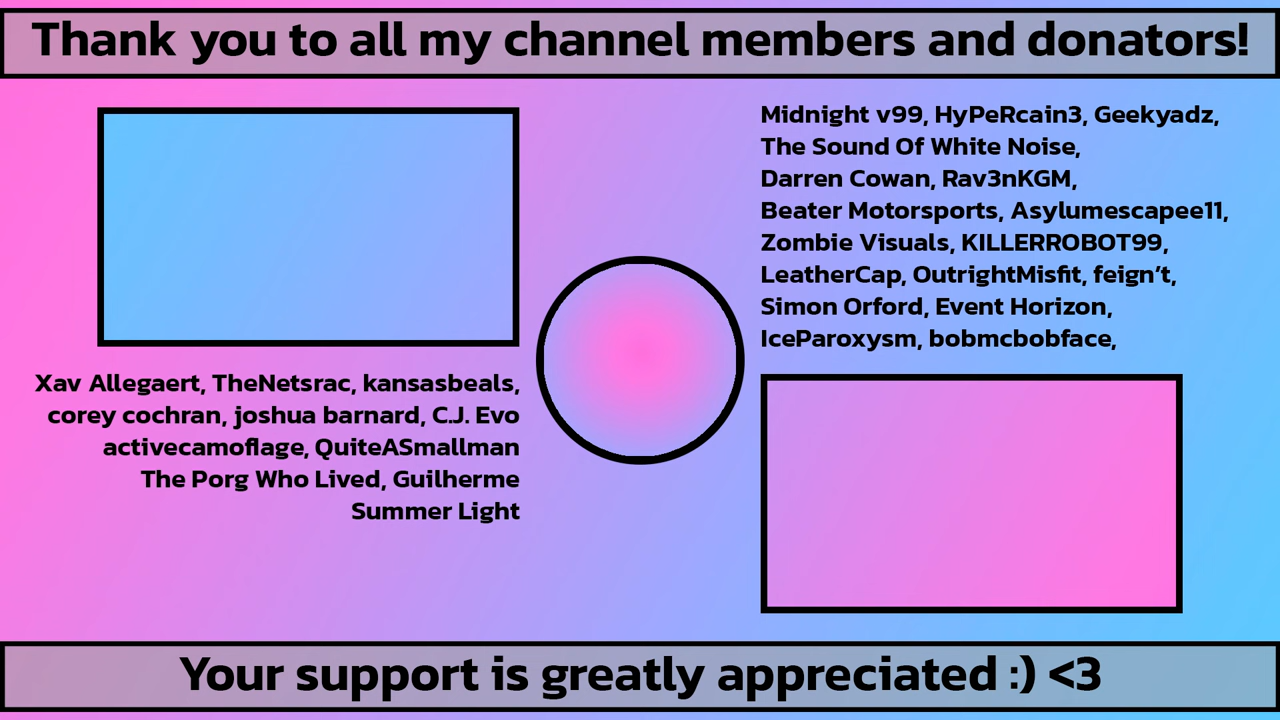 Thank you to all my channel members and donators!
Midnight v99, HyPeRcain3, Geekyadz,
The Sound Of White Noise,
Darren Cowan, Rav3nKGM,
Beater Motorsports, Asylumescapee11,
Zombie Visuals, KILLERROBOT99,
LeatherCap, OutrightMisfit, feign’t,
Simon Orford, Event Horizon,
IceParoxysm, bobmcbobface,
Xav Allegaert, TheNetsrac, kansasbeals,
corey cochran, joshua barnard, C.J. Evo
activecamoflage, QuiteASmallman
The Porg Who Lived, Guilherme
Summer Light
Your support is greatly appreciated :) <3